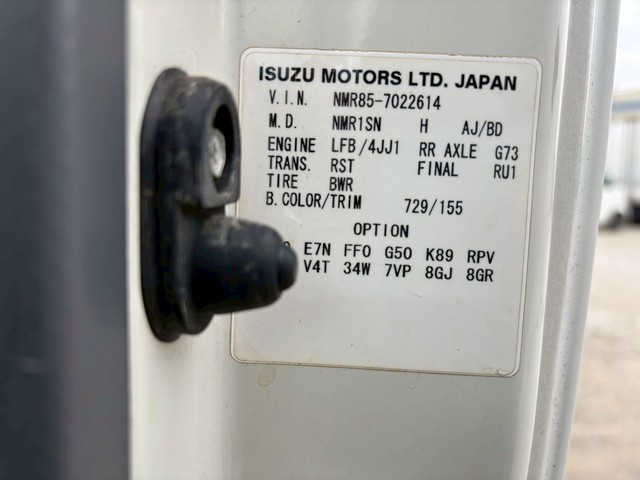 ISUZU MOTORS LTD. JAPAN
V.I.N. NMR85-7022614
M.D. NMR1SN H AJ/BD
ENGINE LFB/4JJ1 RR AXLE G73
TRANS. RST FINAL RU1
TIRE BWR
B.COLOR/TRIM 729/155
OPTION
E7N FF0 G50 K89 RPV
V4T 34W 7VP 8GJ 8GR